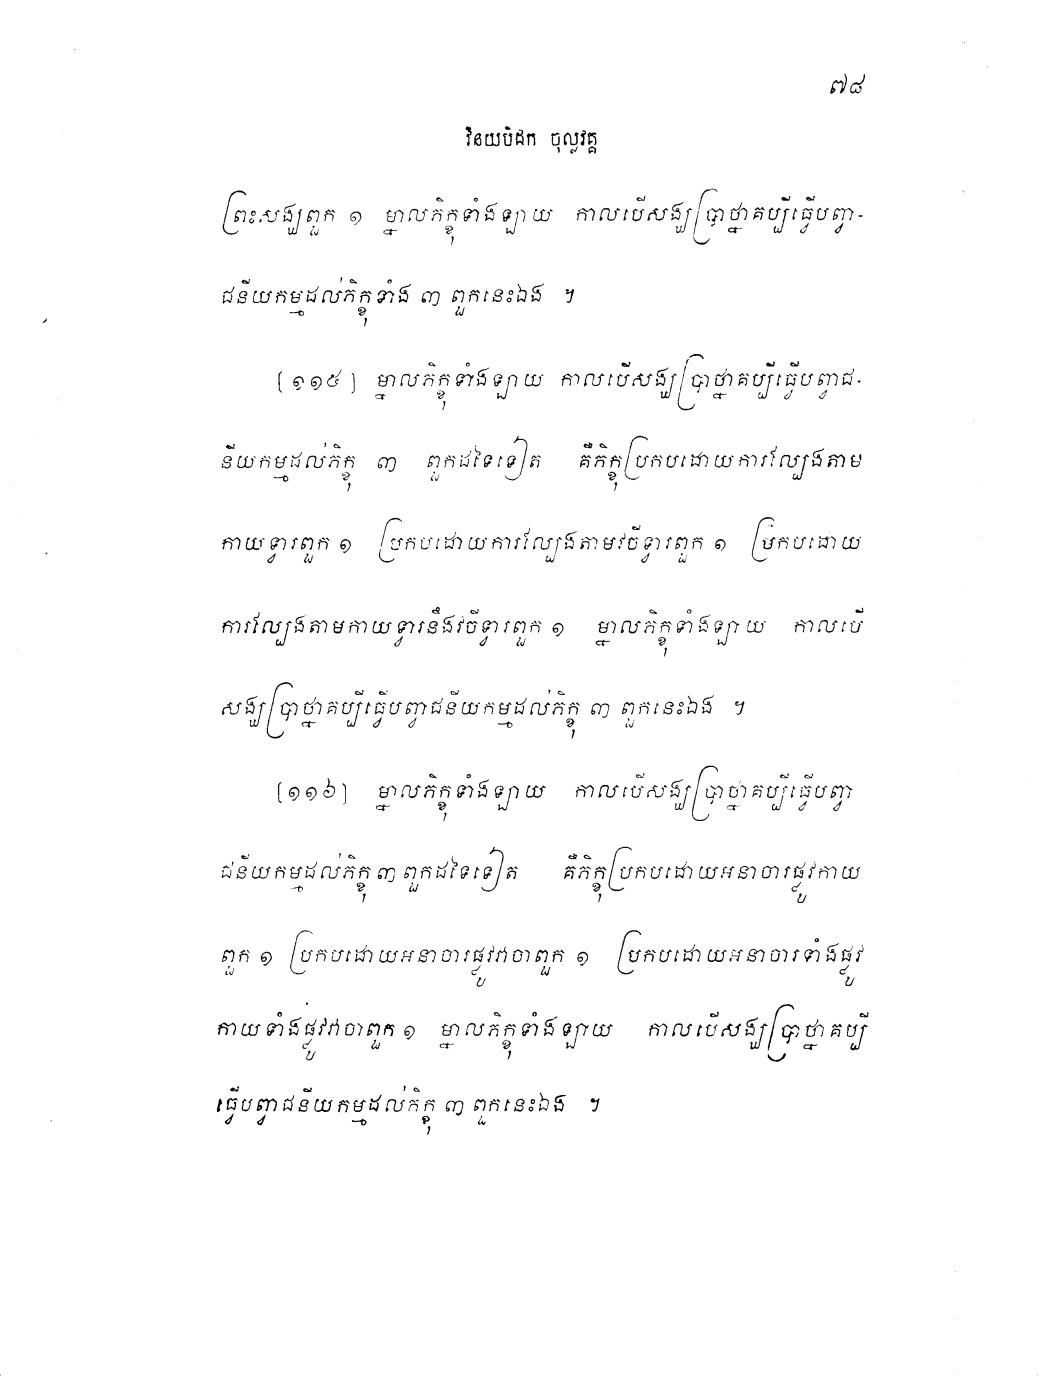 ៧៨
វិនយបិដក ចុល្លវគ្គ
ព្រះសង្ឃពួក ១ ម្នាលភិក្ខុទាំងឡាយ កាលបើសង្ឃប្រាថ្នាគប្បីធ្វើបញ្វា-
ជនីយកម្មដល់ភិក្ខុទាំង ៣ ពួកនេះឯង ។
[១១៥] ម្នាលភិក្ខុទាំងឡាយ កាលបើសង្ឃប្រាថ្នាគប្បីធ្វើបព្វាជ-
នីយកម្មដល់ភិក្ខុ ៣ ពួកដទៃទៀត គឺភិក្ខុប្រកបដោយការល្បែងតាម
កាយទ្វារពួក ១ ប្រកបដោយការល្បែងតាមវចីទ្វារពួក ១ ប្រកបដោយ
ការល្បែងតាមកាយទ្វារនឹងវចីទ្វារពួក ១ ម្នាលភិក្ខុទាំងឡាយ កាលបើ
សង្ឃប្រាថ្នាគប្បីធ្វើបព្វាជនីយកម្មដល់ភិក្ខុ ៣ ពួកនេះឯង ។
[១១៦] ម្នាលភិក្ខុទាំងឡាយ កាលបើសង្ឃប្រាថ្នាគប្បីធ្វើបព្វា
ជនីយកម្មដល់ភិក្ខុ ៣ ពួកដទៃទៀត គឺភិក្ខុប្រកបដោយអនាចារផ្លូវកាយ
ពួក ១ ប្រកបដោយអនាចារផ្លូវវាចាពួក ១ ប្រកបដោយអនាចារទាំងផ្លូវ
កាយទាំងផ្លូវវាចាពួក ១ ម្នាលភិក្ខុទាំងឡាយ កាលបើសង្ឃប្រាថ្នាគប្បី
ធ្វើបព្វាជនីយកម្មដល់ភិក្ខុ ៣ ពួកនេះឯង ។